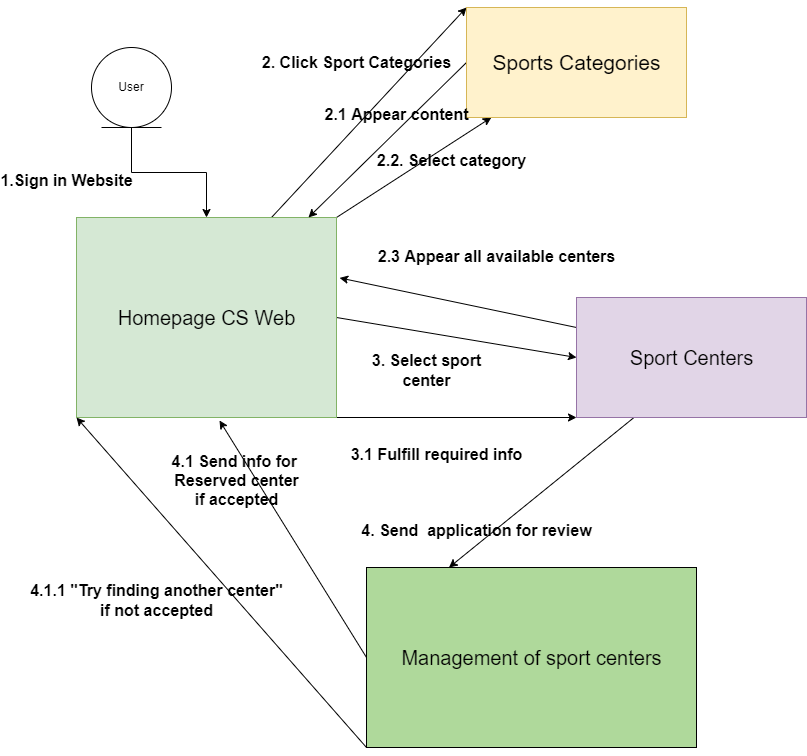 User
Sports Categories
2. Click Sport Categories
2.1 Appear content
2.2. Select category
1.Sign in Website
2.3 Appear all available centers
Homepage CS Web
Sport Centers
3. Select sport
center
3.1 Fulfill required info
4.1 Send info for
Reserved center
if accepted
4. Send  application for review
4.1.1 "Try finding another center"
if not accepted
Management of sport centers